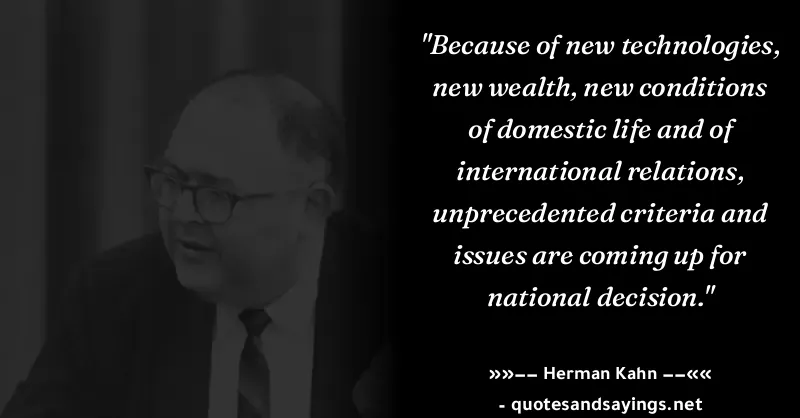 "Because of new technologies,
new wealth, new conditions
of domestic life and of
international relations,
unprecedented criteria and
issues are coming up for
national decision."
»»–– Herman Kahn ––««
- quotesandsayings.net